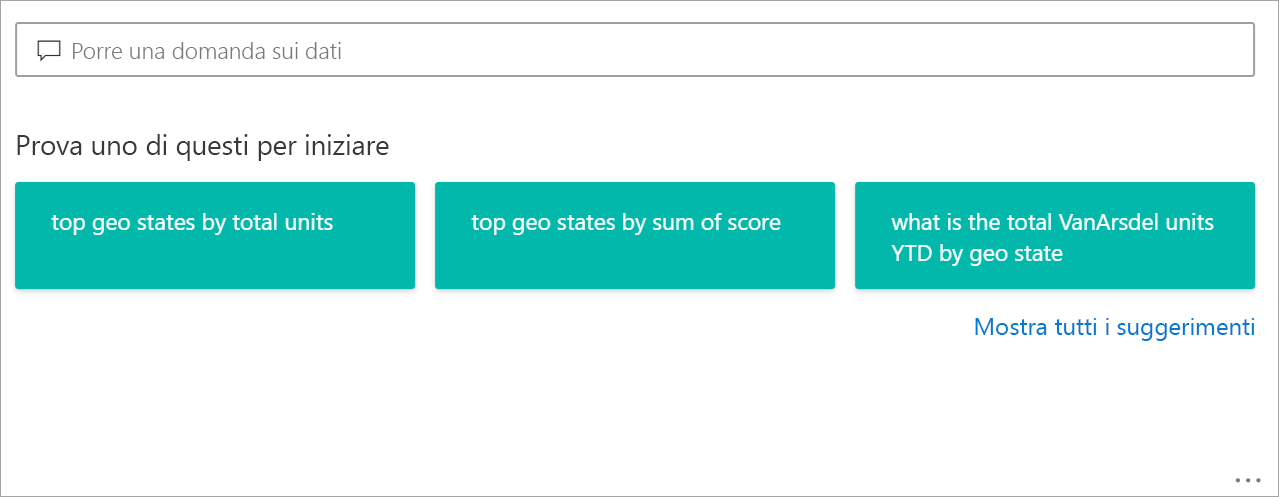 Porre una domanda sui dati
Prova uno di questi per iniziare
top geo states by total units
top geo states by sum of score
what is the total VanArsdel units
YTD by geo state
Mostra tutti i suggerimenti